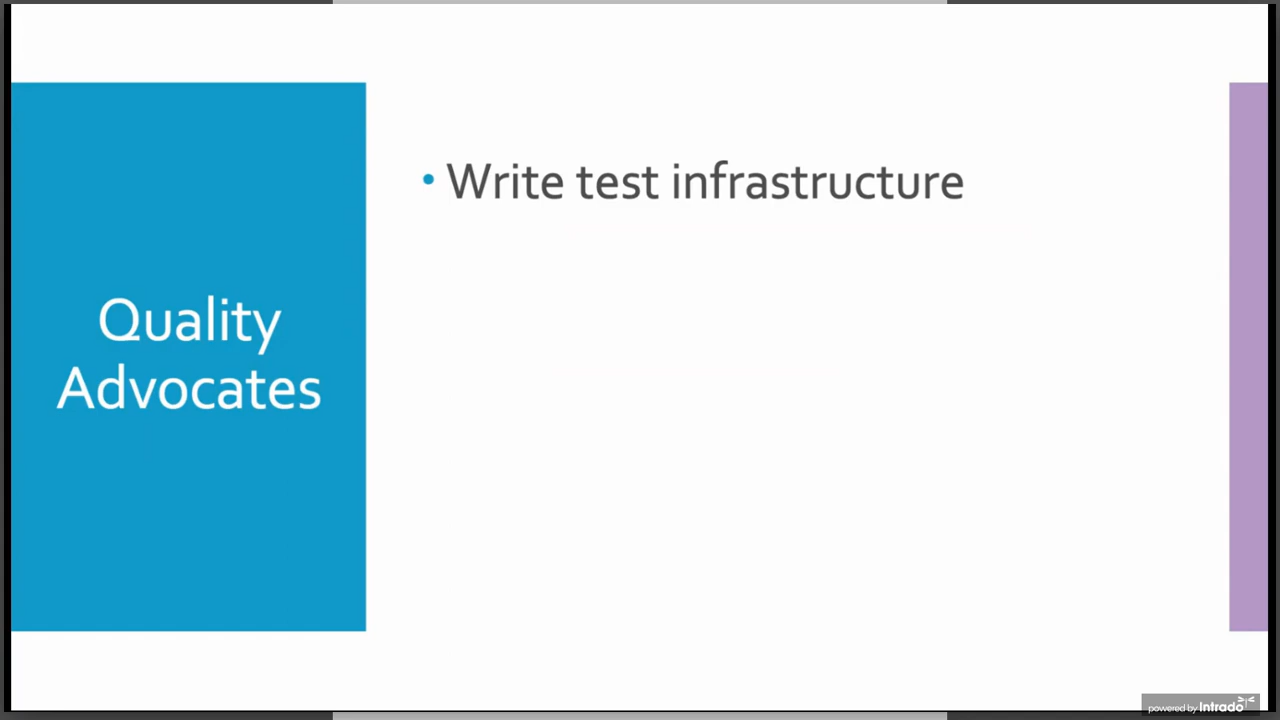 Quality
Advocates
• Write test infrastructure
powered by Intrado